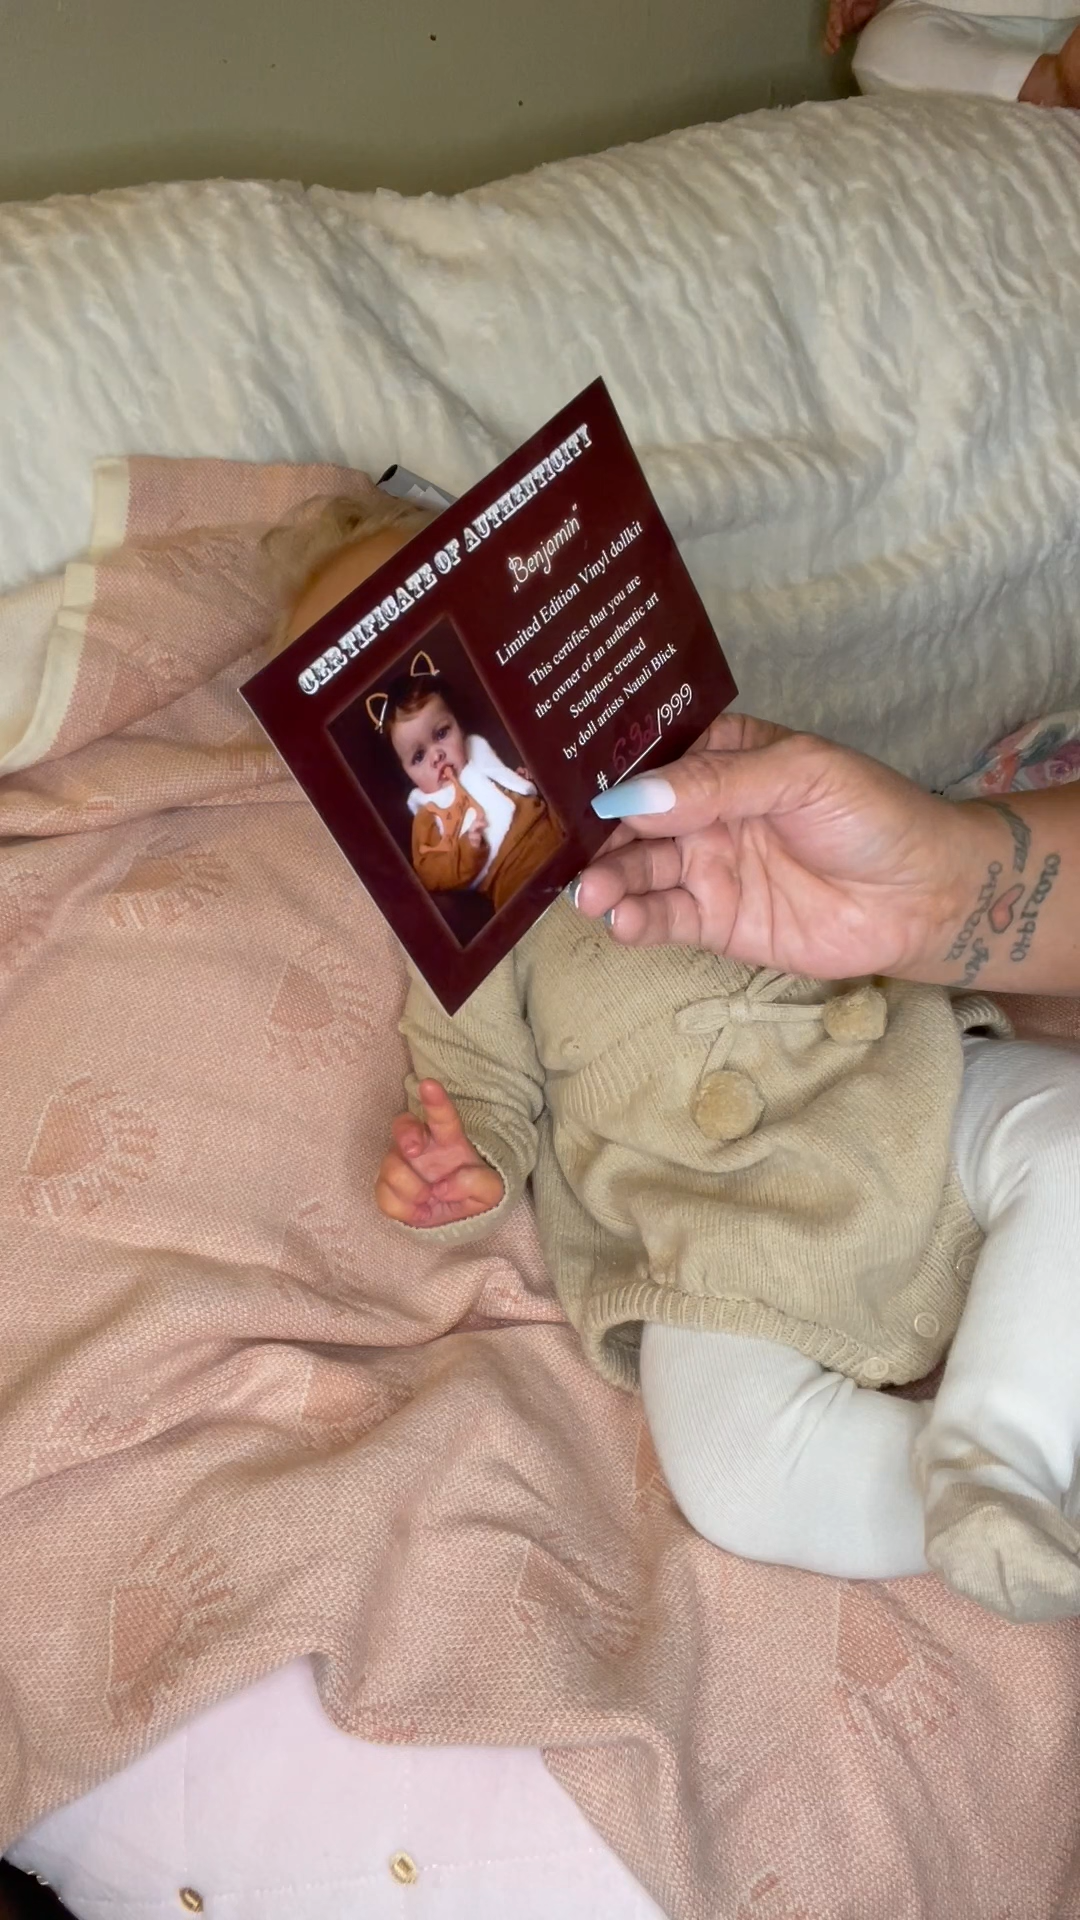 CERTIFICATE OF AUTHENTICITY
„Benjamin“
Limited Edition Vinyl dollkit
This certifies that you are
the owner of an authentic art
Sculpture created
by doll artists Natali Blick
# 692/999